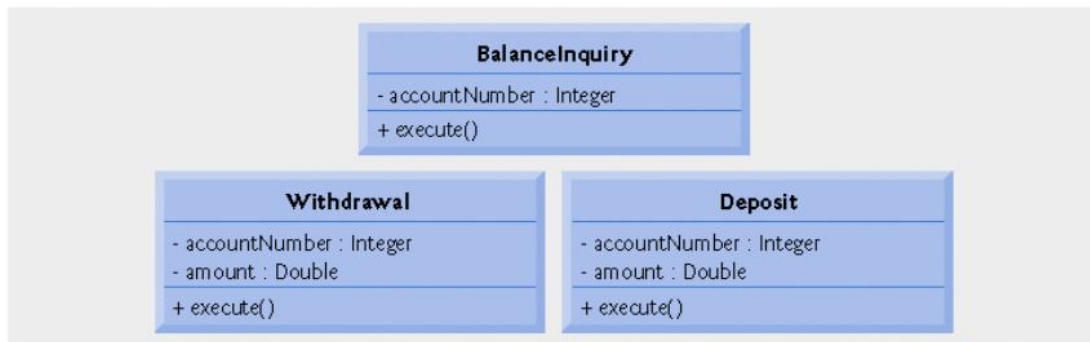 BalanceInquiry
- accountNumber : Integer
+ execute()
Withdrawal
- accountNumber : Integer
- amount : Double
+ execute()
Deposit
- accountNumber : Integer
- amount : Double
+ execute()